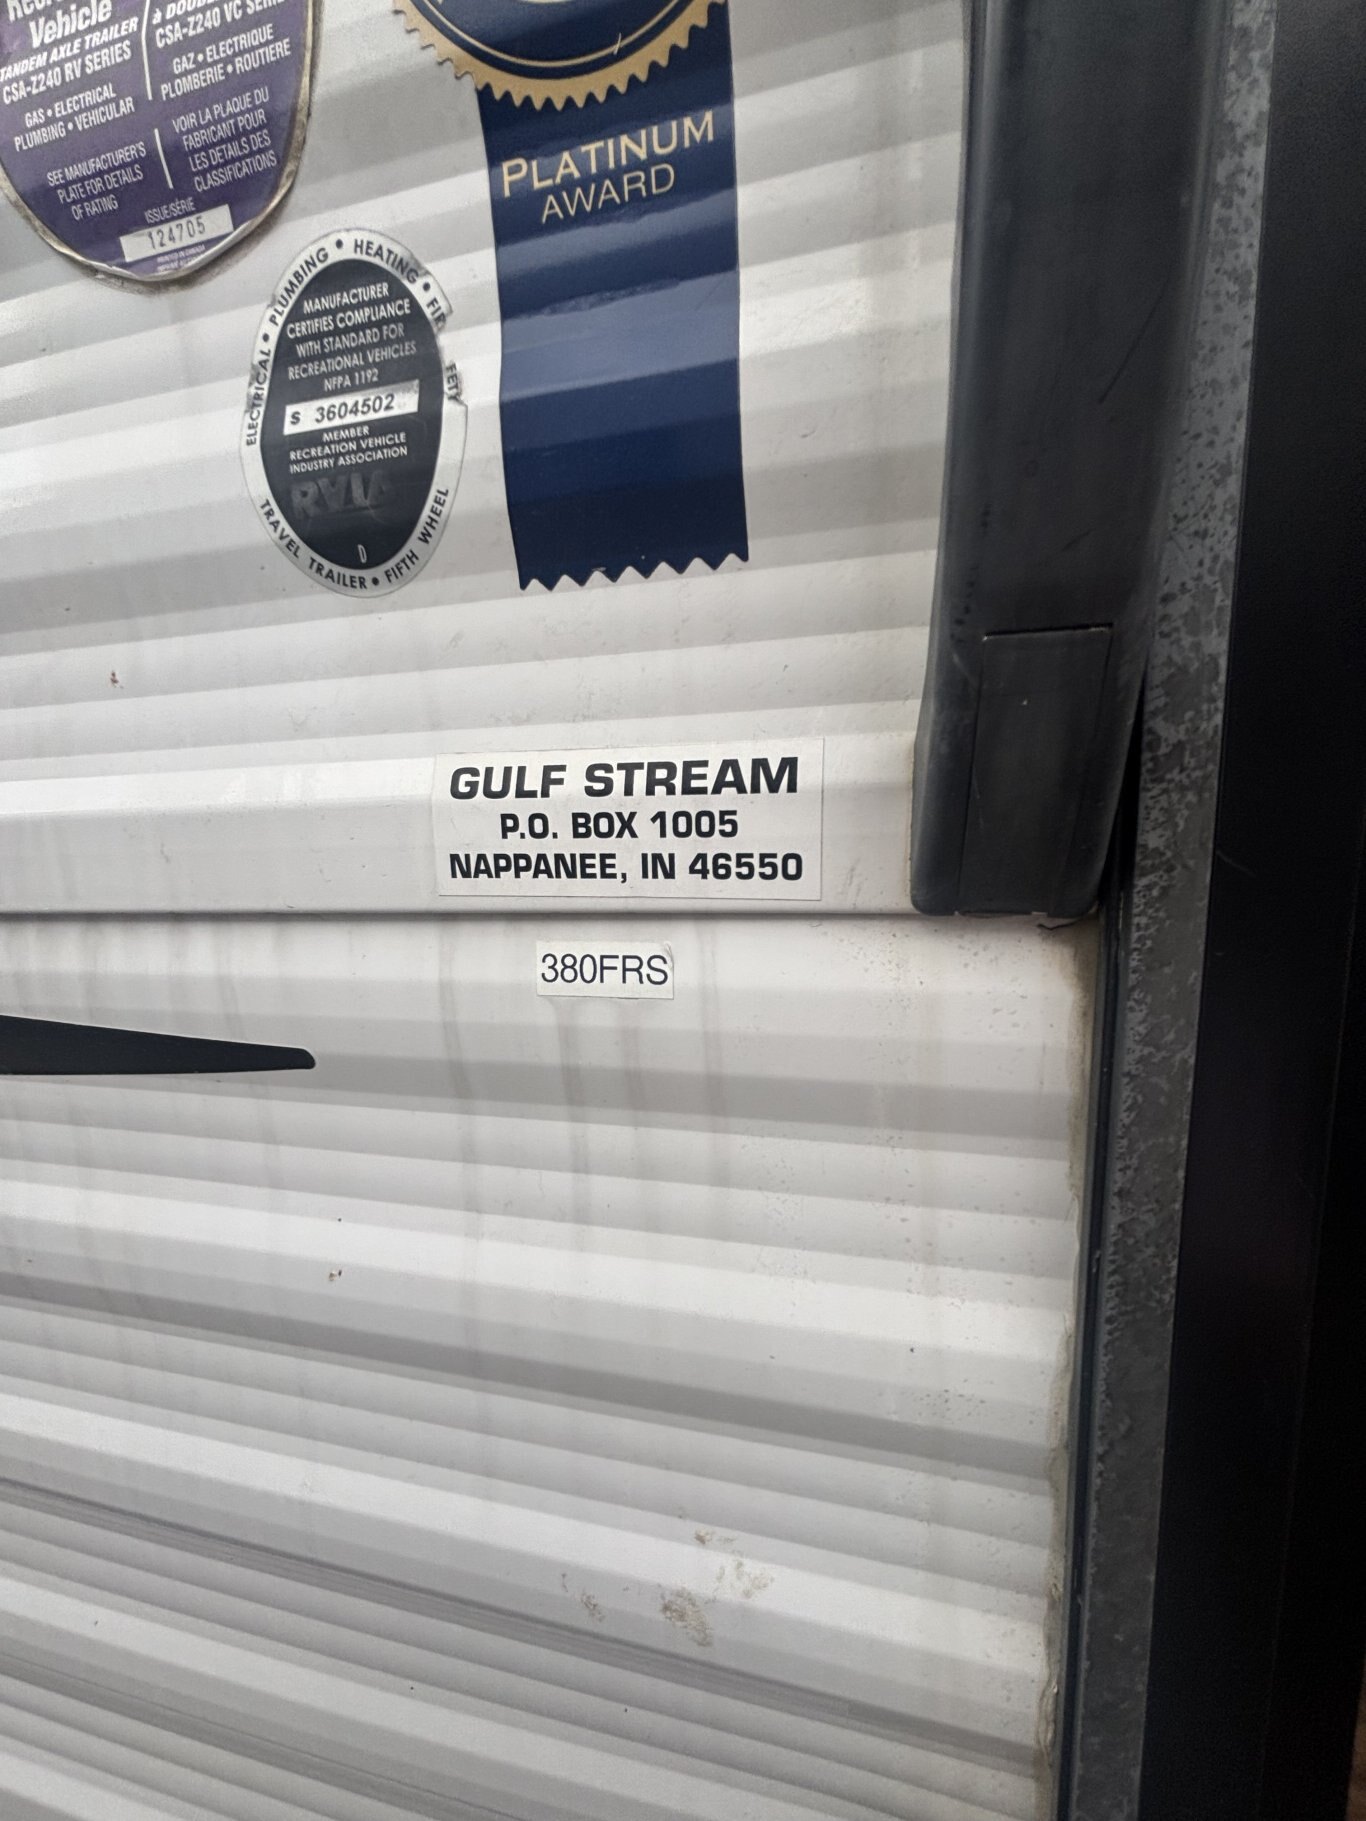 Vehicle
TANDEM AXLE TRAILER
CSA-Z240 RV SERIES
GAS • ELECTRICAL
PLUMBING • VEHICULAR
SEE MANUFACTURER'S
PLATE FOR DETAILS
OF RATING
CSA-Z240 VC SERIE
GAZ • ELECTRIQUE
PLOMBERIE • ROUTIERE
VOIR LA PLAQUE DU
FABRICANT POUR
LES DETAILS DES
CLASSIFICATIONS
ISSUE/SÉRIE
124705
PLATINUM
AWARD
ELECTRICAL • PLUMBING • HEATING •
MANUFACTURER
CERTIFIES COMPLIANCE
WITH STANDARD FOR
RECREATIONAL VEHICLES
NFPA 1192
S 3604502
MEMBER
RECREATION VEHICLE
INDUSTRY ASSOCIATION
RVIA
D
TRAVEL TRAILER • FIFTH WHEEL
GULF STREAM
P.O. BOX 1005
NAPPANEE, IN 46550
380FRS